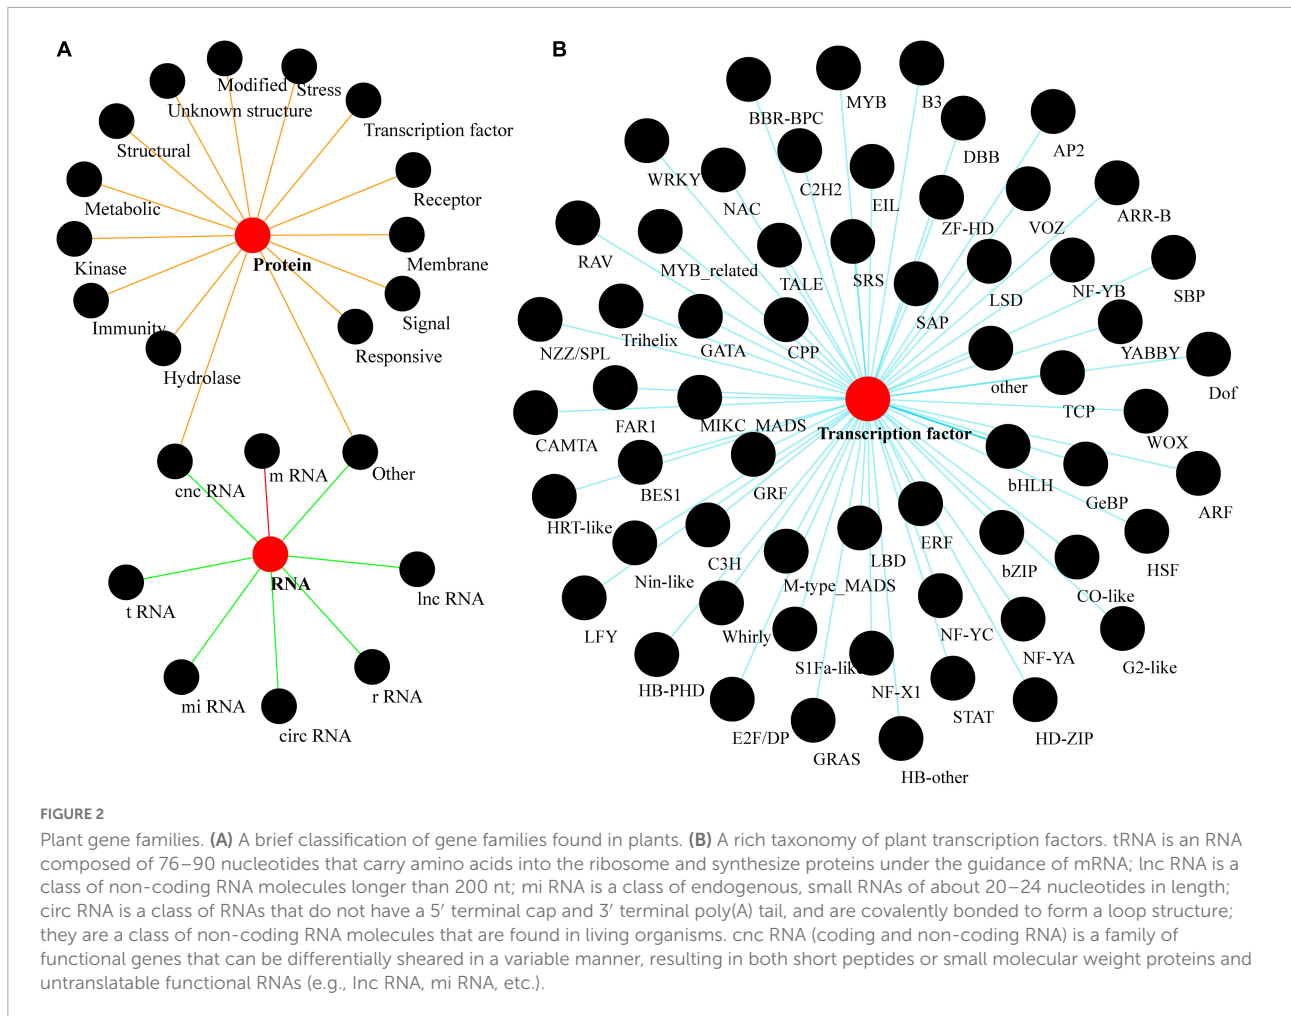 A
B
Modified
Stress
Unknown structure
Transcription factor
Structural
Receptor
Metabolic
Protein
Membrane
Kinase
Immunity
Signal
Responsive
Hydrolase
cnc RNA
m RNA
Other
RNA
t RNA
lnc RNA
mi RNA
r RNA
circ RNA
MYB
B3
BBR-BPC
DBB
AP2
WRKY
C2H2
NAC
EIL
ZF-HD
VOZ
ARR-B
RAV
MYB_related
TALE
SRS
LSD
NF-YB
SBP
SAP
NZZ/SPL
Trihelix
GATA
CPP
YABBY
other
Dof
TCP
CAMTA
FAR1
MIKC_MADS
Transcription factor
WOX
BES1
GRF
bHLH
GeBP
ARF
HRT-like
ERF
Nin-like
C3H
LBD
bZIP
HSF
M-type_MADS
CO-like
LFY
Whirly
NF-YC
NF-YA
G2-like
S1Fa-like
HB-PHD
NF-X1
STAT
E2F/DP
HD-ZIP
GRAS
HB-other
FIGURE 2
Plant gene families. (A) A brief classification of gene families found in plants. (B) A rich taxonomy of plant transcription factors. tRNA is an RNA
composed of 76–90 nucleotides that carry amino acids into the ribosome and synthesize proteins under the guidance of mRNA; lnc RNA is a
class of non-coding RNA molecules longer than 200 nt; mi RNA is a class of endogenous, small RNAs of about 20–24 nucleotides in length;
circ RNA is a class of RNAs that do not have a 5′ terminal cap and 3′ terminal poly(A) tail, and are covalently bonded to form a loop structure;
they are a class of non-coding RNA molecules that are found in living organisms. cnc RNA (coding and non-coding RNA) is a family of
functional genes that can be differentially sheared in a variable manner, resulting in both short peptides or small molecular weight proteins and
untranslatable functional RNAs (e.g., lnc RNA, mi RNA, etc.).